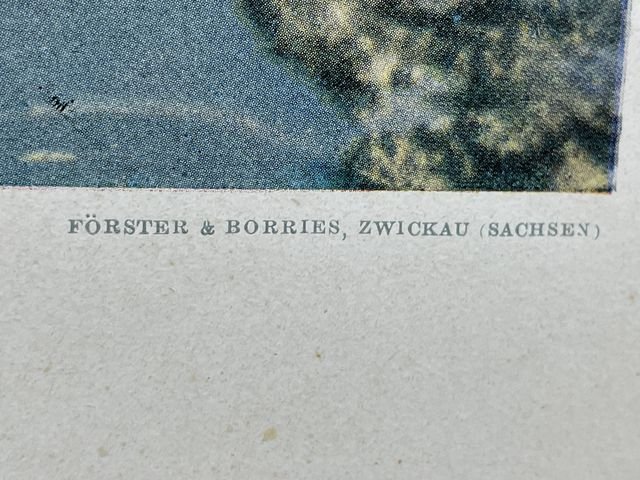 FÖRSTER & BORRIES, ZWICKAU (SACHSEN)